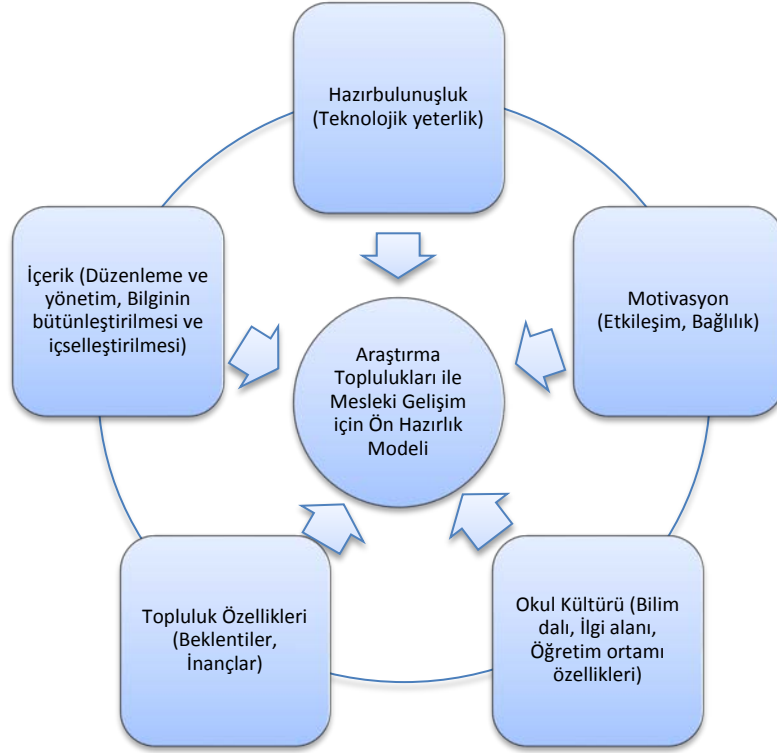 Hazırbulunuşluk
(Teknolojik yeterlik)
İçerik (Düzenleme ve
yönetim, Bilginin
bütünleştirilmesi ve
içselleştirilmesi)
Motivasyon
(Etkileşim, Bağlılık)
Araştırma
Toplulukları ile
Mesleki Gelişim
için Ön Hazırlık
Modeli
Topluluk Özellikleri
(Beklentiler,
İnançlar)
Okul Kültürü (Bilim
dalı, İlgi alanı,
Öğretim ortamı
özellikleri)